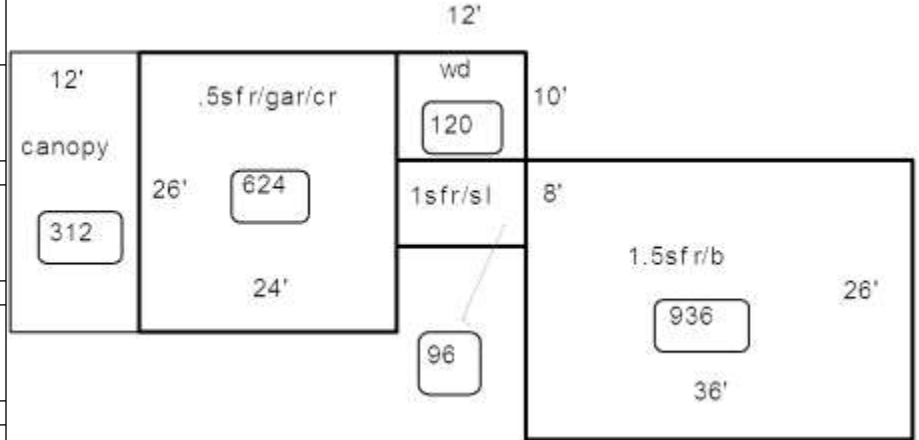 12'
12'
canopy
312
.5sfr/gar/cr
26'
624
24'
wd
120
10'
1sfr/sl
8'
96
1.5sfr/b
26'
936
36'